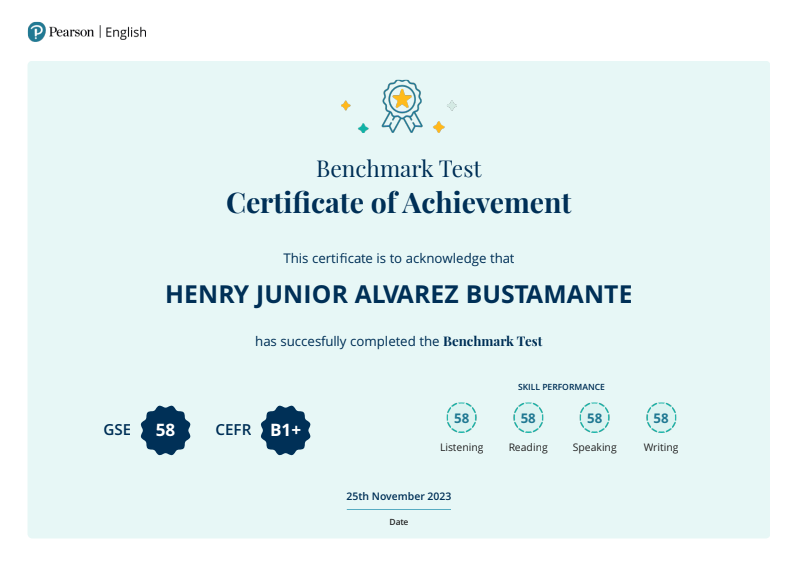 Pearson | English
Benchmark Test
Certificate of Achievement
This certificate is to acknowledge that
HENRY JUNIOR ALVAREZ BUSTAMANTE
has succesfully completed the Benchmark Test
GSE 58 CEFR B1+
SKILL PERFORMANCE
58 58 58 58
Listening Reading Speaking Writing
25th November 2023
Date